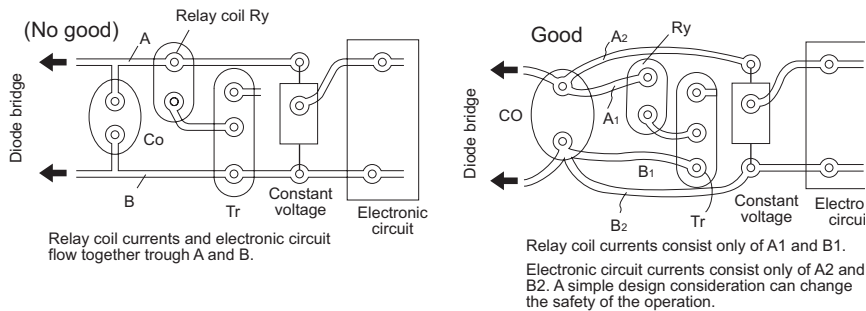 (No good)
A
Relay coil Ry
Diode bridge
Co
B
Tr
Constant
voltage
Electronic
circuit
Relay coil currents and electronic circuit
flow together trough A and B.
Good
A2
Ry
A1
CO
Diode bridge
B1
B2
Tr
Constant
voltage
Electro
circui
Relay coil currents consist only of A1 and B1.
Electronic circuit currents consist only of A2 and
B2. A simple design consideration can change
the safety of the operation.